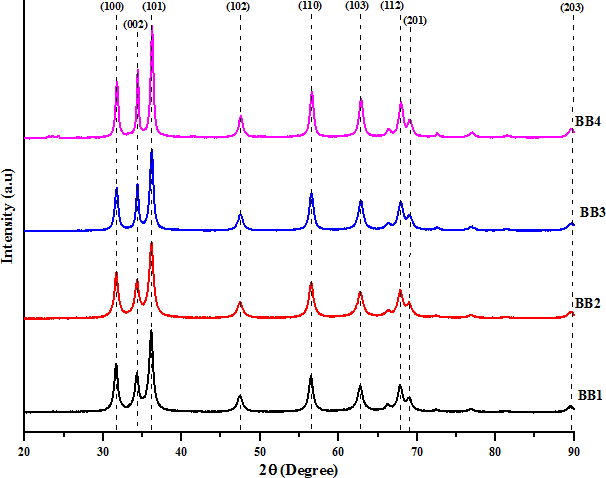 (100) (101) (102) (110) (103) (112) (203)
(002) (201)
BB4
BB3
BB2
BB1
Intensity (a.u)
20 30 40 50 60 70 80 90
2θ (Degree)